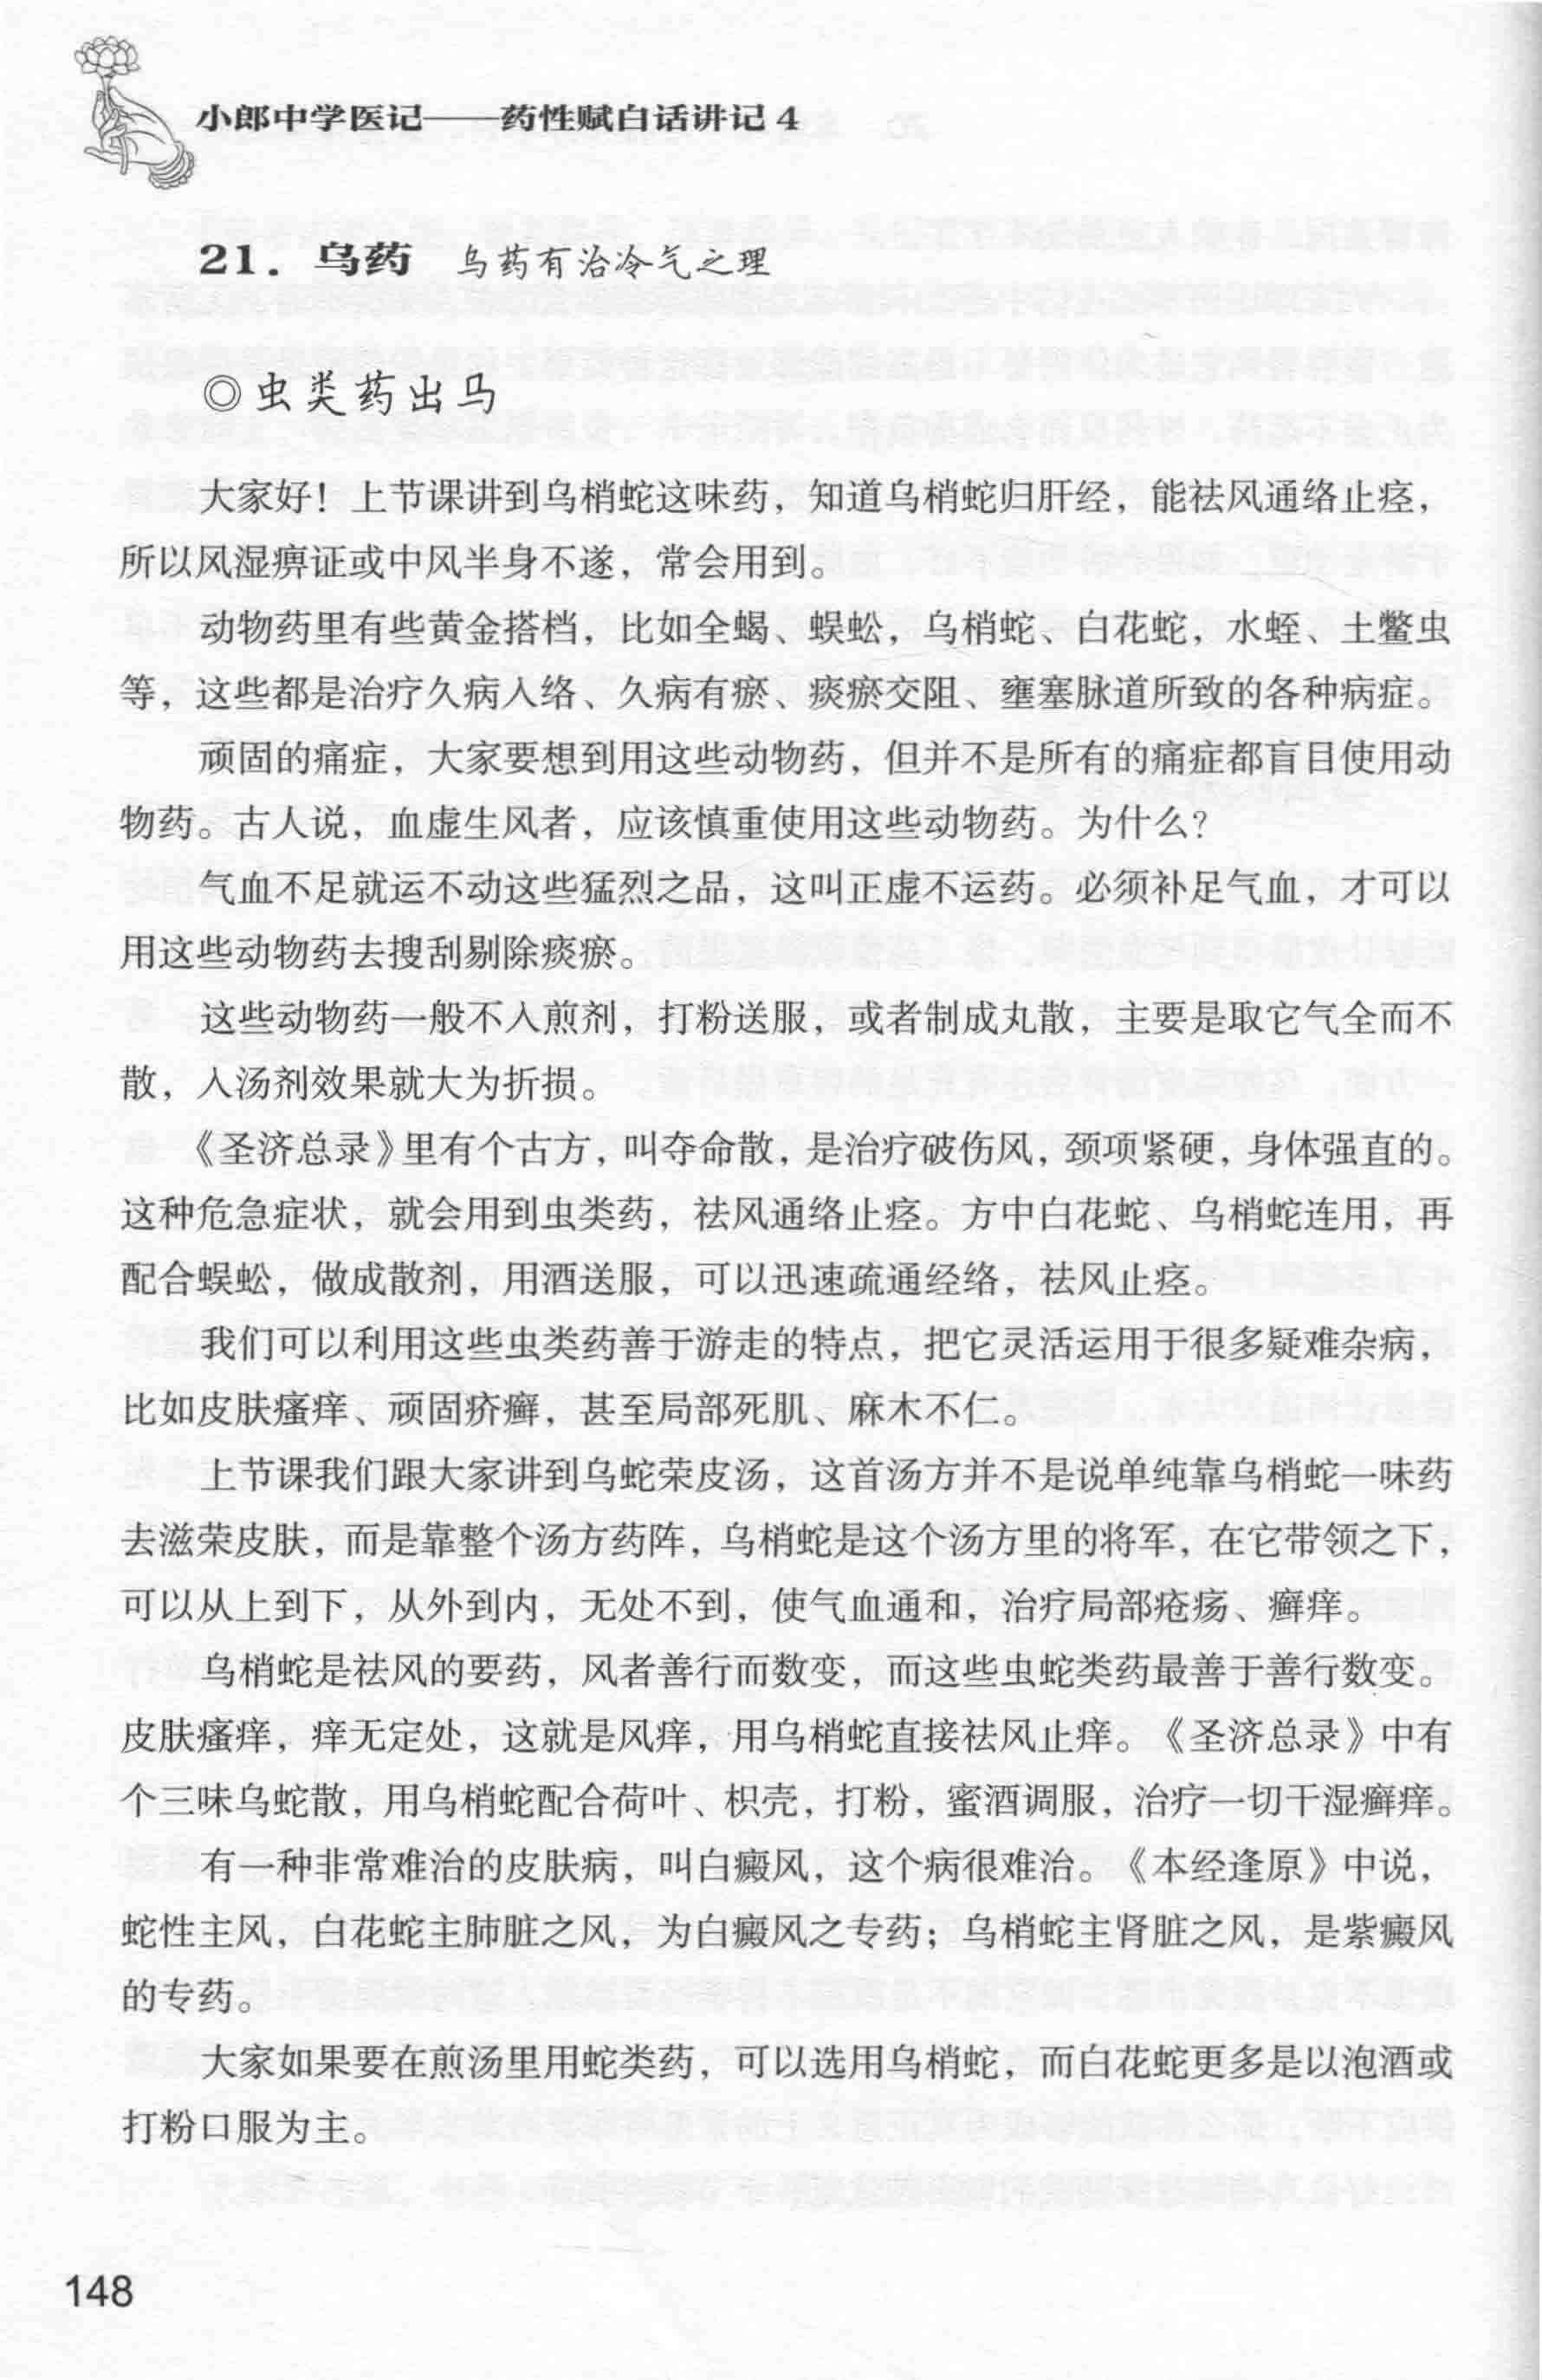 小郎中学医记——药性赋白话讲记4
21. 乌药 乌药有治冷气之理
◎虫类药出马
大家好！上节课讲到乌梢蛇这味药，知道乌梢蛇归肝经，能祛风通络止痉，
所以风湿痹证或中风半身不遂，常会用到。
动物药里有些黄金搭档，比如全蝎、蜈蚣，乌梢蛇、白花蛇，水蛭、土鳖虫
等，这些都是治疗久病入络、久病有瘀、痰瘀交阻、壅塞脉道所致的各种病症。
顽固的痛症，大家要想到用这些动物药，但并不是所有的痛症都盲目使用动
物药。古人说，血虚生风者，应该慎重使用这些动物药。为什么？
气血不足就运不动这些猛烈之品，这叫正虚不运药。必须补足气血，才可以
用这些动物药去搜刮剔除痰瘀。
这些动物药一般不入煎剂，打粉送服，或者制成丸散，主要是取它气全而不
散，入汤剂效果就大为折损。
《圣济总录》里有个古方，叫夺命散，是治疗破伤风，颈项紧硬，身体强直的。
这种危急症状，就会用到虫类药，祛风通络止痉。方中白花蛇、乌梢蛇连用，再
配合蜈蚣，做成散剂，用酒送服，可以迅速疏通经络，祛风止痉。
我们可以利用这些虫类药善于游走的特点，把它灵活运用于很多疑难杂病，
比如皮肤瘙痒、顽固疥癣，甚至局部死肌、麻木不仁。
上节课我们跟大家讲到乌蛇荣皮汤，这首汤方并不是说单纯靠乌梢蛇一味药
去滋荣皮肤，而是靠整个汤方药阵，乌梢蛇是这个汤方里的将军，在它带领之下，
可以从上到下，从外到内，无处不到，使气血通和，治疗局部疮疡、癣痒。
乌梢蛇是祛风的要药，风者善行而数变，而这些虫蛇类药最善于善行数变。
皮肤瘙痒，痒无定处，这就是风痒，用乌梢蛇直接祛风止痒。《圣济总录》中有
个三味乌蛇散，用乌梢蛇配合荷叶、枳壳，打粉，蜜酒调服，治疗一切干湿癣痒。
有一种非常难治的皮肤病，叫白癜风，这个病很难治。《本经逢原》中说，
蛇性主风，白花蛇主肺脏之风，为白癜风之专药；乌梢蛇主肾脏之风，是紫癜风
的专药。
大家如果要在煎汤里用蛇类药，可以选用乌梢蛇，而白花蛇更多是以泡酒或
打粉口服为主。
148